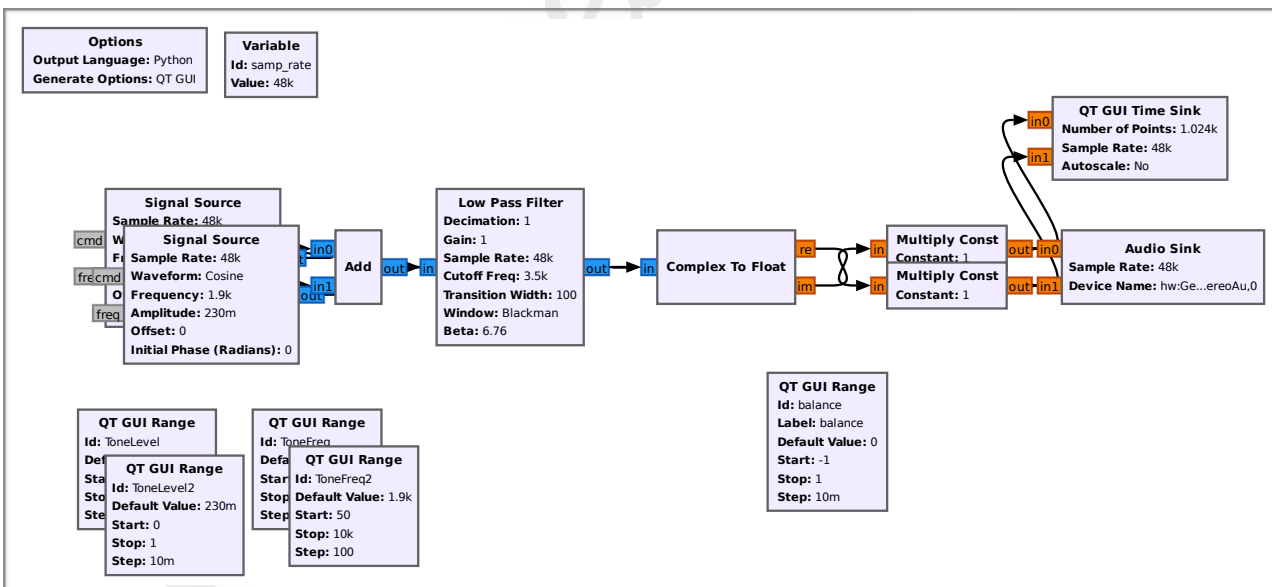 Options
Output Language: Python
Generate Options: QT GUI
Variable
Id: samp_rate
Value: 48k
QT GUI Time Sink
Number of Points: 1.024k
Sample Rate: 48k
Autoscale: No
in0
in1
Signal Source
Sample Rate: 48k
cmd
Signal Source
Sample Rate: 48k
Waveform: Cosine
Frequency: 1.9k
Amplitude: 230m
Offset: 0
Initial Phase (Radians): 0
cmd
freq
out
in0
in1
Add
out
in
Low Pass Filter
Decimation: 1
Gain: 1
Sample Rate: 48k
Cutoff Freq: 3.5k
Transition Width: 100
Window: Blackman
Beta: 6.76
out
in
Complex To Float
re
im
in
Multiply Const
Constant: 1
out
in
Multiply Const
Constant: 1
out
in0
in1
Audio Sink
Sample Rate: 48k
Device Name: hw:Ge...ereoAu,0
QT GUI Range
Id: balance
Label: balance
Default Value: 0
Start: -1
Stop: 1
Step: 10m
QT GUI Range
Id: ToneLevel
QT GUI Range
Id: ToneLevel2
Default Value: 230m
Start: 0
Stop: 1
Step: 10m
QT GUI Range
Id: ToneFreq
QT GUI Range
Id: ToneFreq2
Default Value: 1.9k
Start: 50
Stop: 10k
Step: 100